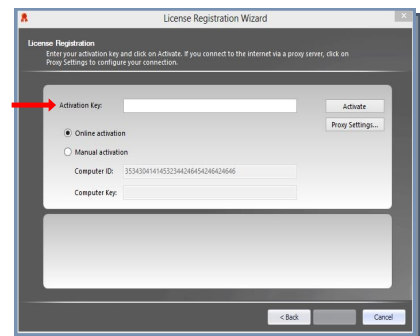 License Registration Wizard
License Registration
Enter your activation key and click on Activate. If you connect to the internet via a proxy server, click on
Proxy Settings to configure your connection.
Activation Key:
Activate
Proxy Settings...
Online activation
Manual activation
Computer ID: 35343041414532344246454246424646
Computer Key:
< Back
Cancel